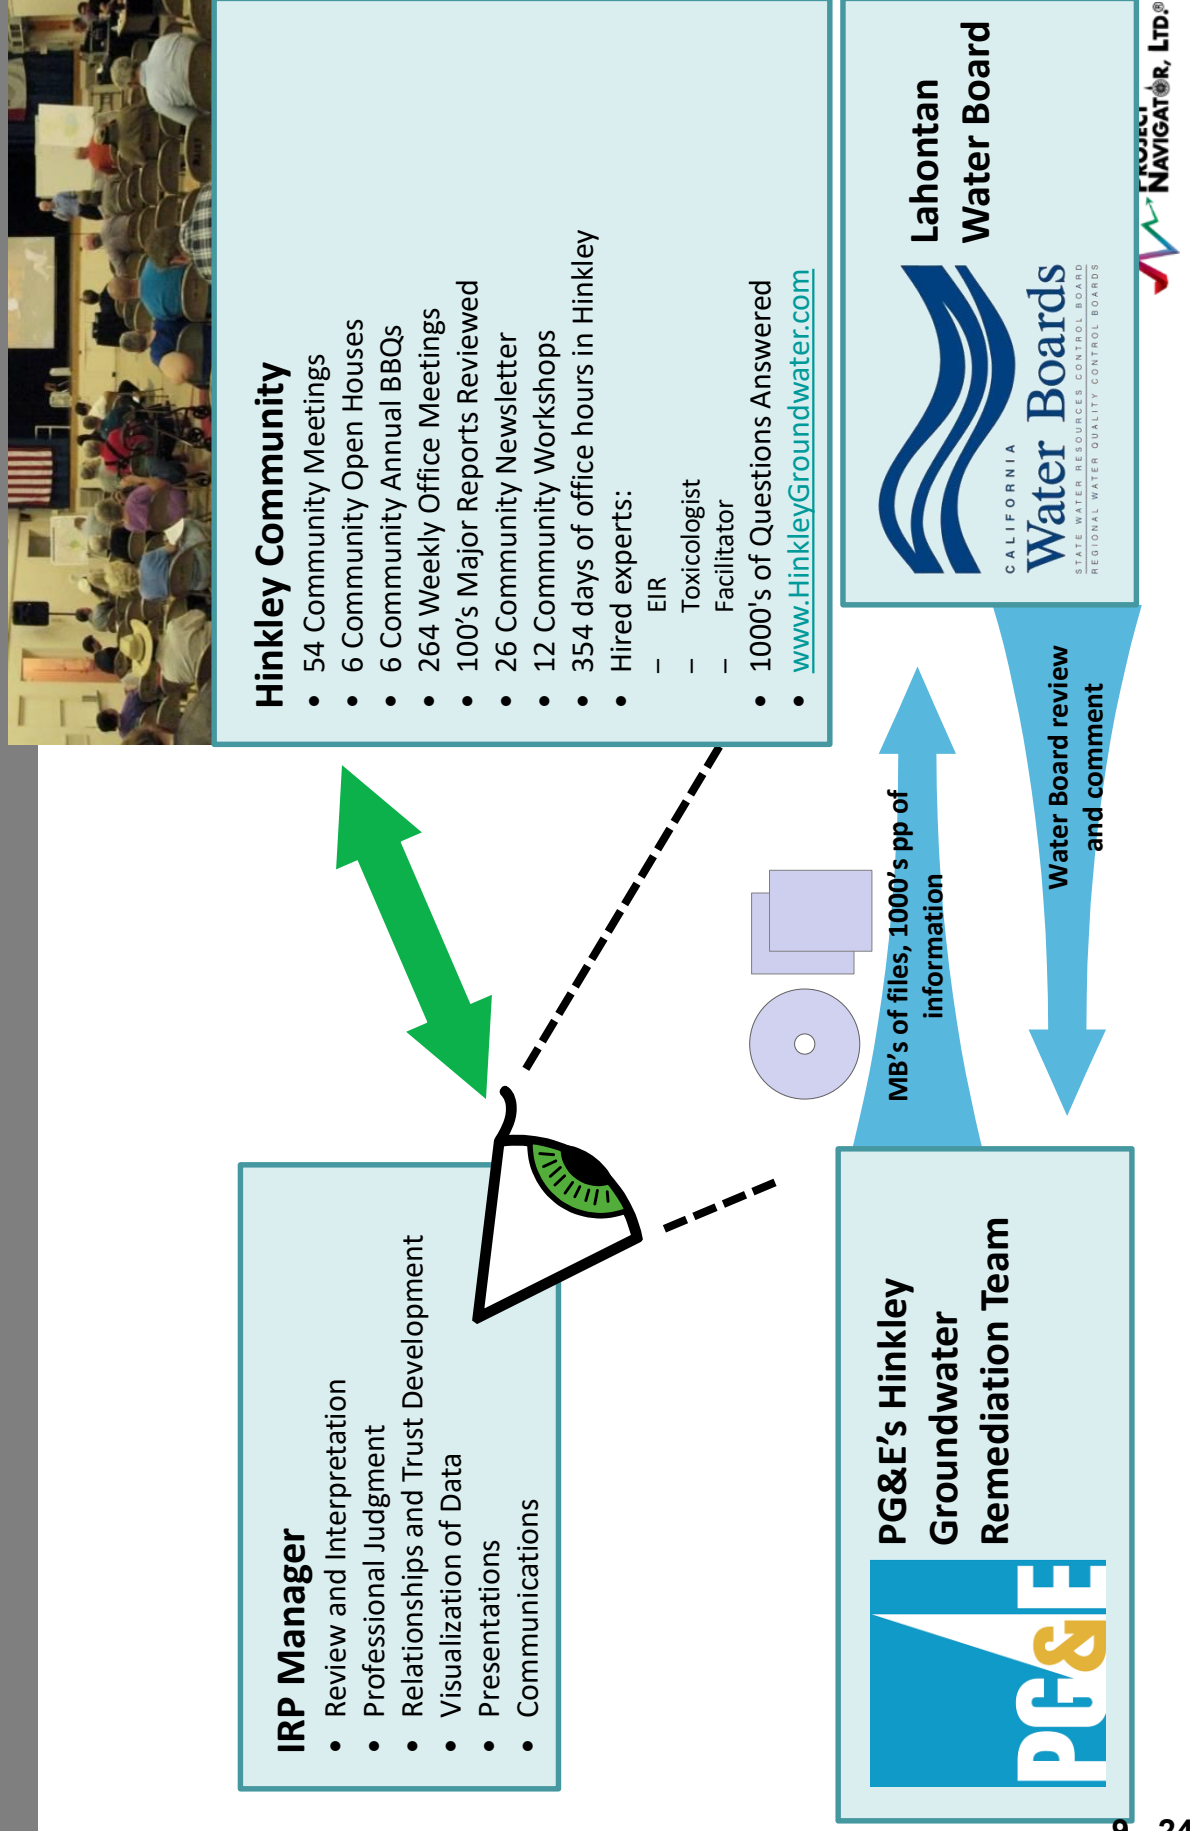 IRP Manager
• Review and Interpretation
• Professional Judgment
• Relationships and Trust Development
• Visualization of Data
• Presentations
• Communications
Hinkley Community
• 54 Community Meetings
• 6 Community Open Houses
• 6 Community Annual BBQs
• 264 Weekly Office Meetings
• 100’s Major Reports Reviewed
• 26 Community Newsletter
• 12 Community Workshops
• 354 days of office hours in Hinkley
• Hired experts:
– EIR
– Toxicologist
– Facilitator
• 1000's of Questions Answered
• www.HinkleyGroundwater.com
PG&E
PG&E’s Hinkley
Groundwater
Remediation Team
MB’s of files, 1000’s pp of
information
Water Board review
and comment
CALIFORNIA
Water Boards
STATE WATER RESOURCES CONTROL BOARD
REGIONAL WATER QUALITY CONTROL BOARDS
Lahontan
Water Board
PROJECT
NAVIGATOR, LTD.®
9 24